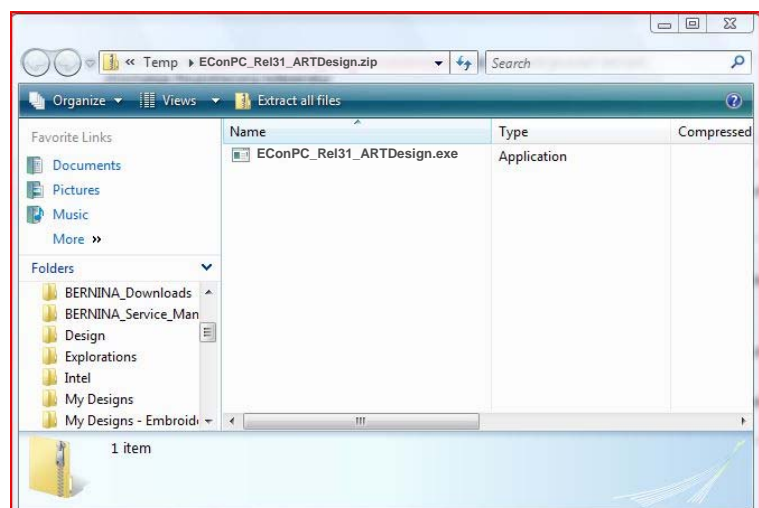 « Temp ▸ EConPC_Rel31_ARTDesign.zip
Search
Organize
Views
Extract all files
Favorite Links
Documents
Pictures
Music
More »
Folders
BERNINA_Downloads
BERNINA_Service_Man
Design
Explorations
Intel
My Designs
My Designs - Embroid
Name
Type
Compressed
EConPC_Rel31_ARTDesign.exe
Application
1 item